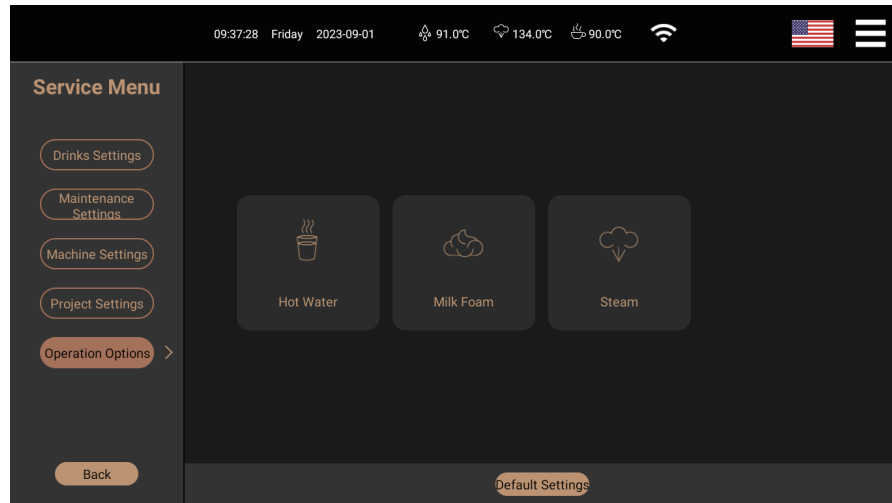 09:37:28 Friday 2023-09-01 91.0℃ 134.0℃ 90.0℃
Service Menu
Drinks Settings
Maintenance
Settings
Machine Settings
Project Settings
Operation Options >
Back
Hot Water
Milk Foam
Steam
Default Settings